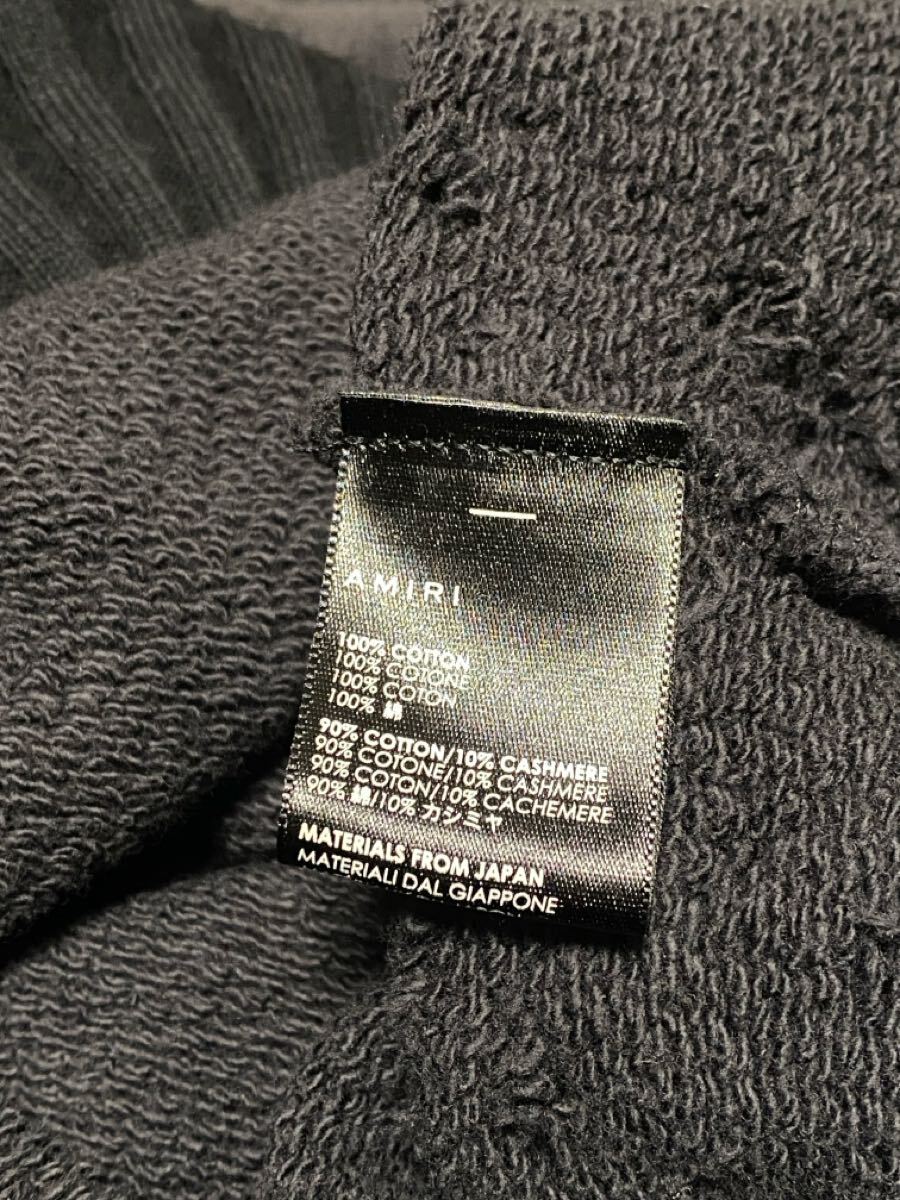 AMIRI
100% COTTON
100% COTONE
100% COTON
100% 綿
90% COTTON/10% CASHMERE
90% COTONE/10% CASHMERE
90% COTON/10% CACHEMERE
90% 綿/10% カシミヤ
MATERIALS FROM JAPAN
MATERIALI DAL GIAPPONE